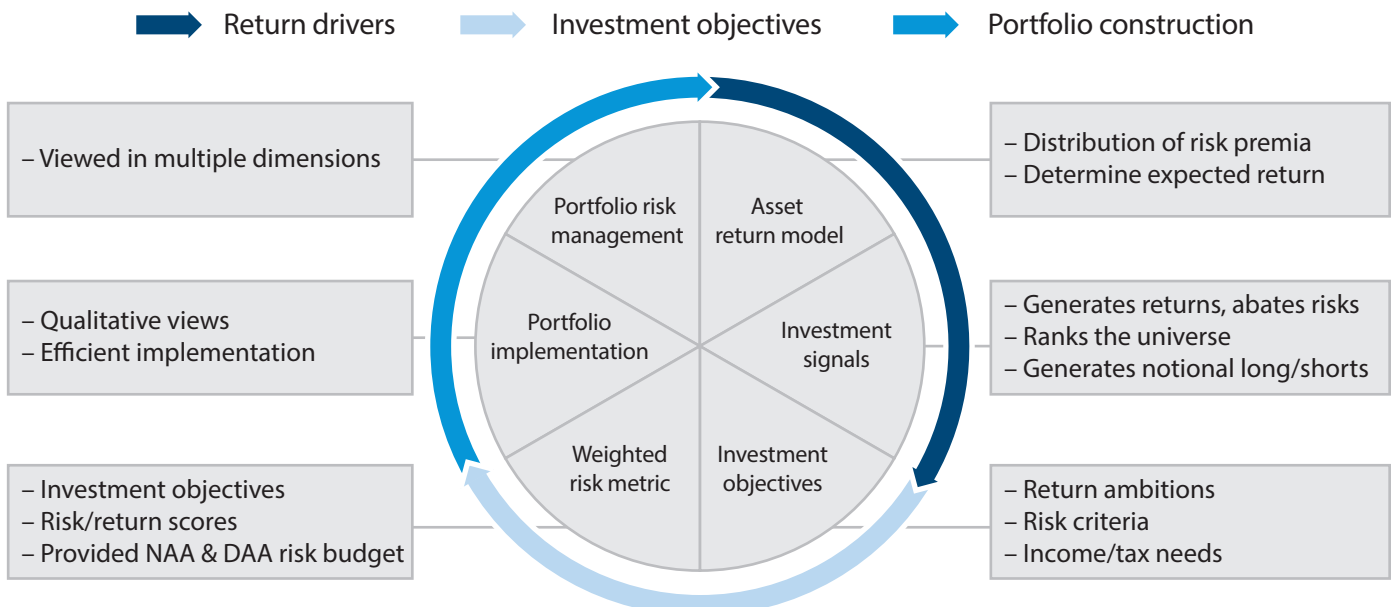 Return drivers
Investment objectives
Portfolio construction
– Viewed in multiple dimensions
– Qualitative views
– Efficient implementation
– Investment objectives
– Risk/return scores
– Provided NAA & DAA risk budget
Portfolio risk
management
Asset
return model
Portfolio
implementation
Investment
signals
Weighted
risk metric
Investment
objectives
– Distribution of risk premia
– Determine expected return
– Generates returns, abates risks
– Ranks the universe
– Generates notional long/shorts
– Return ambitions
– Risk criteria
– Income/tax needs